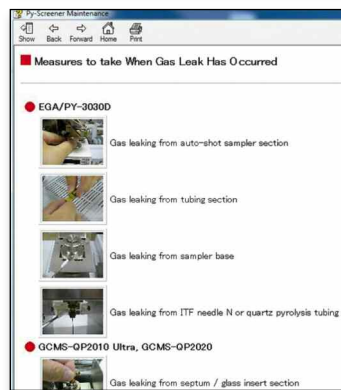 Py-Screener Maintenance
Show Back Forward Home Print
Measures to take When Gas Leak Has Occurred
EGA/PY-3030D
Gas leaking from auto-shot sampler section
Gas leaking from tubing section
Gas leaking from sampler base
Gas leaking from ITF needle N or quartz pyrolysis tubing
GCMS-QP2010 Ultra, GCMS-QP2020
Gas leaking from septum / glass insert section